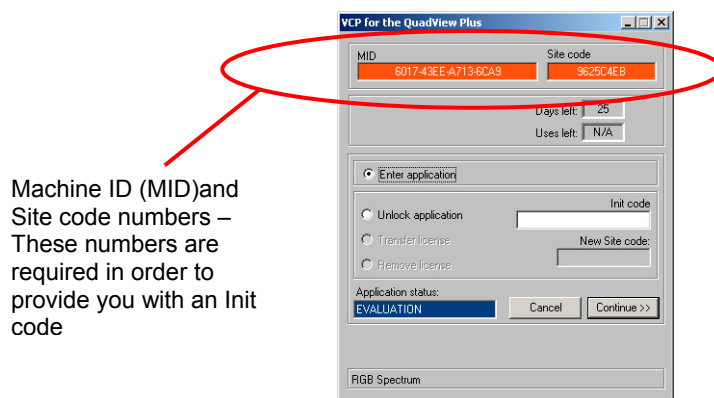 VCP for the QuadView Plus
MID
Site code
6017-43EE-A713-6CA9
9625C4EB
Days left: 25
Uses left: N/A
Machine ID (MID)and
Site code numbers –
These numbers are
required in order to
provide you with an Init
code
Enter application
Init code
Unlock application
Transfer license
New Site code:
Remove license
Application status:
EVALUATION
Cancel
Continue >>
RGB Spectrum